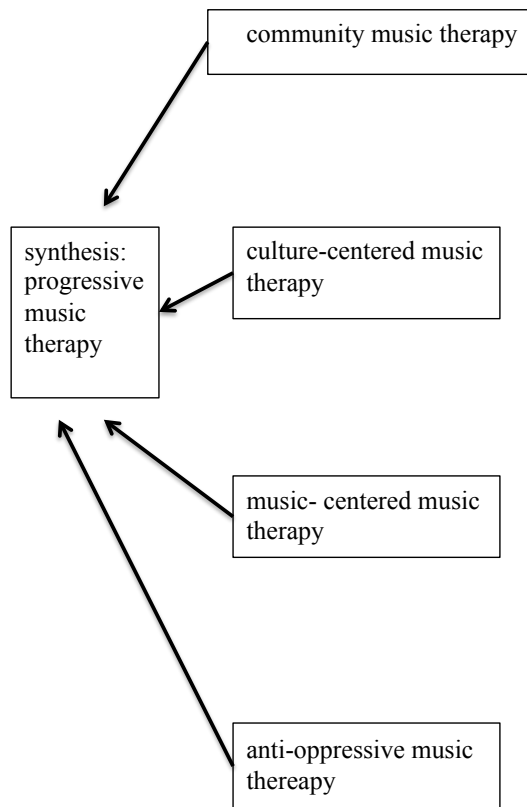 community music therapy
synthesis:
progressive
music
therapy
culture-centered music
therapy
music- centered music
therapy
anti-oppressive music
thereapy